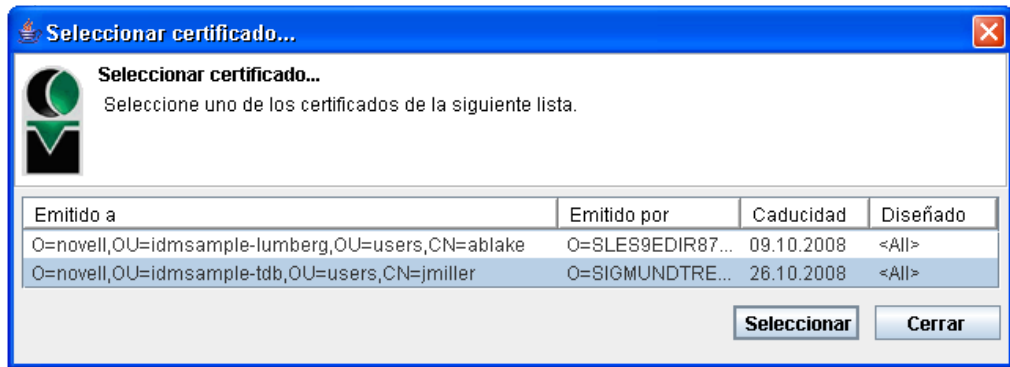 Seleccionar certificado...
Seleccionar certificado...
Seleccione uno de los certificados de la siguiente lista.
Emitido a Emitido por Caducidad Diseñado
O=novell,OU=idmsample-lumberg,OU=users,CN=ablake O=SLES9EDIR87... 09.10.2008 <All>
O=novell,OU=idmsample-tdb,OU=users,CN=jmiller O=SIGMUNDTRE... 26.10.2008 <All>
Seleccionar Cerrar